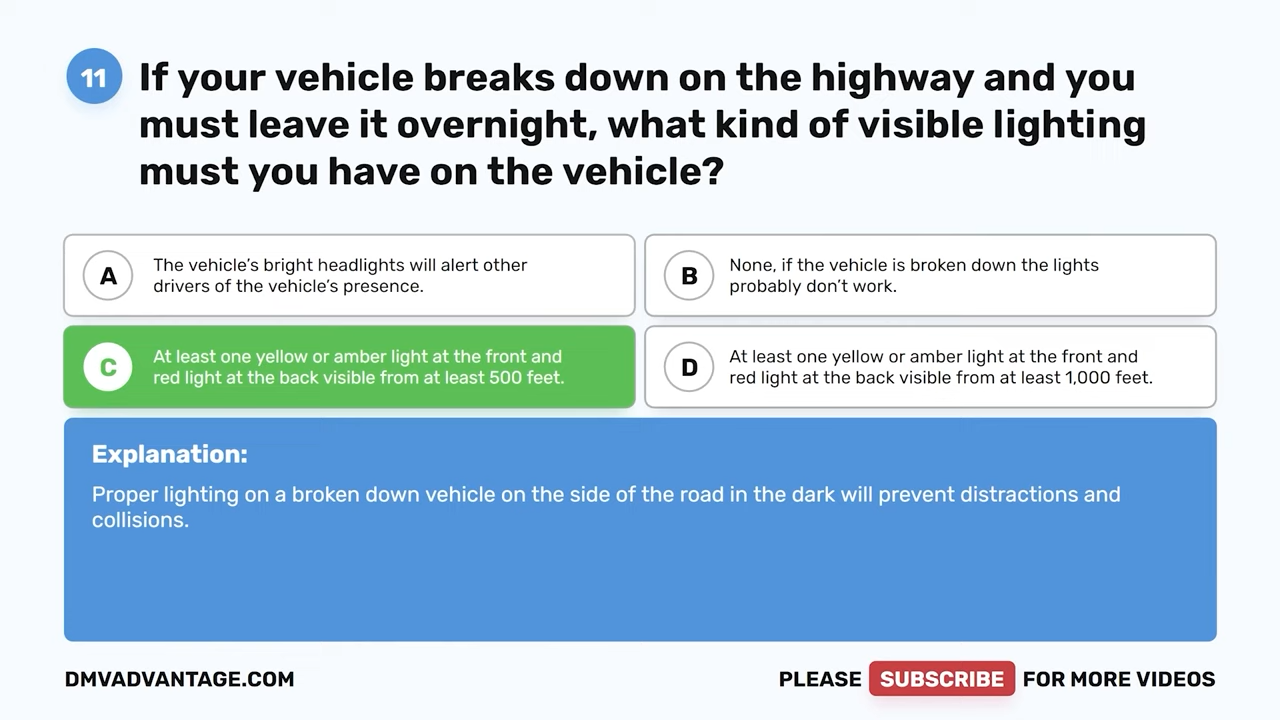 11
If your vehicle breaks down on the highway and you
must leave it overnight, what kind of visible lighting
must you have on the vehicle?
A
The vehicle's bright headlights will alert other
drivers of the vehicle's presence.
B
None, if the vehicle is broken down the lights
probably don't work.
C
At least one yellow or amber light at the front and
red light at the back visible from at least 500 feet.
D
At least one yellow or amber light at the front and
red light at the back visible from at least 1,000 feet.
Explanation:
Proper lighting on a broken down vehicle on the side of the road in the dark will prevent distractions and
collisions.
DMVADVANTAGE.COM
PLEASE SUBSCRIBE FOR MORE VIDEOS